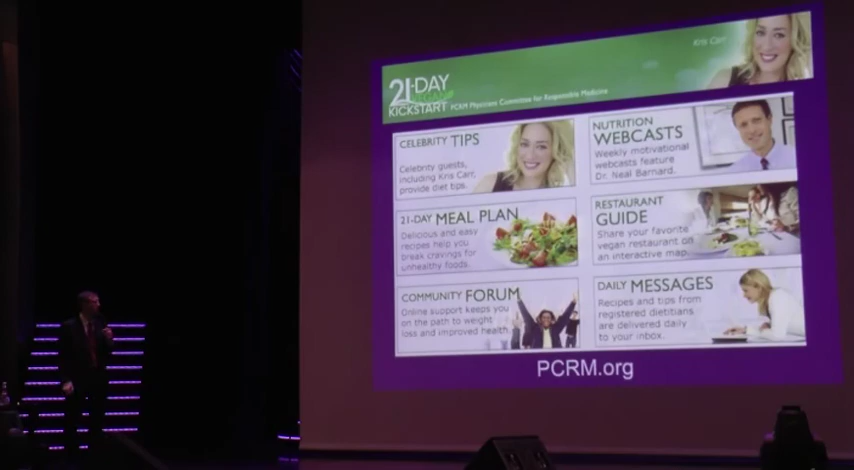 Kris Carr
21-DAY
VEGAN
KICKSTART PCRM Physicians Committee for Responsible Medicine
CELEBRITY TIPS
Celebrity guests,
including Kris Carr,
provide diet tips.
NUTRITION
WEBCASTS
Weekly motivational
webcasts feature
Dr. Neal Barnard.
21-DAY MEAL PLAN
Delicious and easy
recipes help you
break cravings for
unhealthy foods.
RESTAURANT
GUIDE
Share your favorite
vegan restaurant on
an interactive map.
COMMUNITY FORUM
Online support keeps you
on the path to weight
loss and improved health.
DAILY MESSAGES
Recipes and tips from
registered dietitians
are delivered daily
to your inbox.
PCRM.org